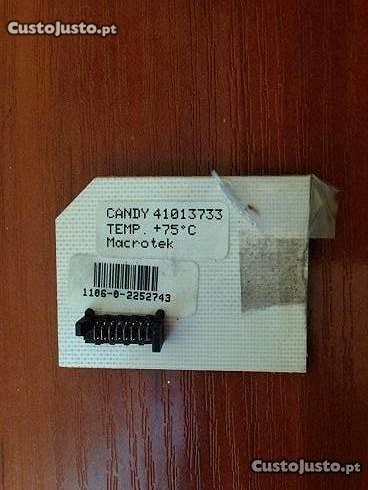 CustoJusto.pt
CANDY 41013733
TEMP. +75°C
Macrotek
1106-0-2252743
CustoJusto.pt